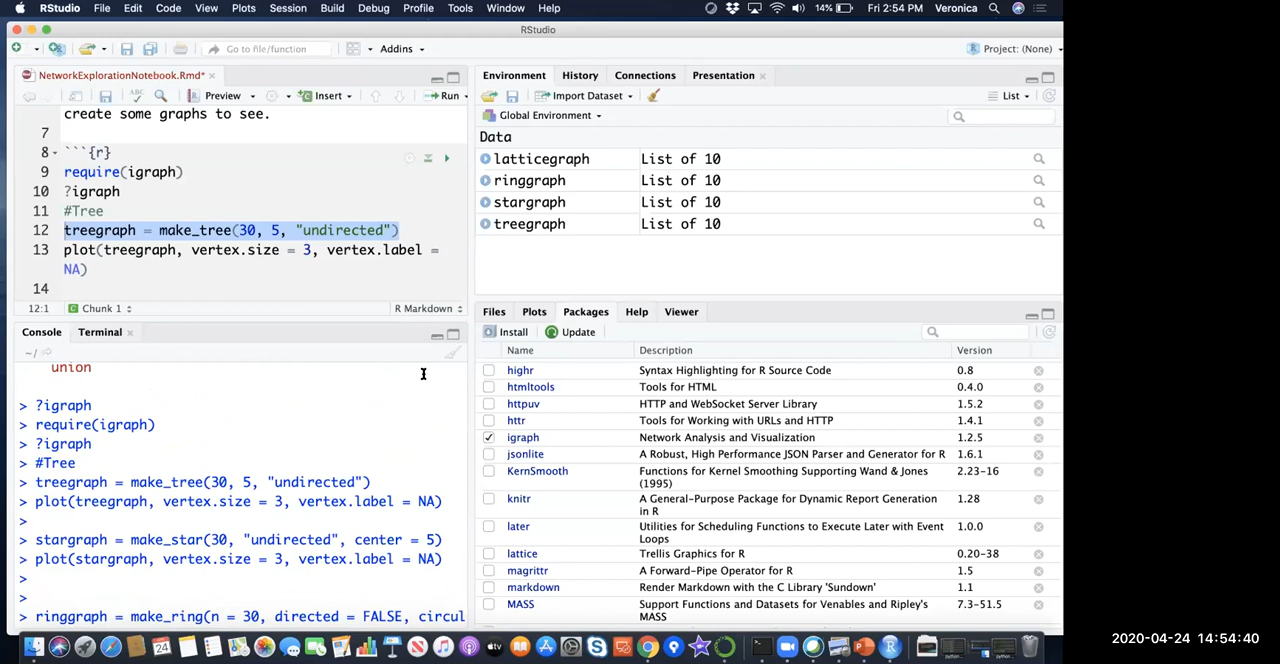 RStudio File Edit Code View Plots Session Build Debug Profile Tools Window Help 14% Fri 2:54 PM Veronica
RStudio
Go to file/function Addins Project: (None)
NetworkExplorationNotebook.Rmd*
Preview Insert Run
create some graphs to see.
7
8 ```{r}
9 require(igraph)
10 ?igraph
11 #Tree
12 treegraph = make_tree(30, 5, "undirected")
13 plot(treegraph, vertex.size = 3, vertex.label =
NA)
14
12:1 Chunk 1 R Markdown
Console Terminal
~/
union
> ?igraph
> require(igraph)
> ?igraph
> #Tree
> treegraph = make_tree(30, 5, "undirected")
> plot(treegraph, vertex.size = 3, vertex.label = NA)
>
> stargraph = make_star(30, "undirected", center = 5)
> plot(stargraph, vertex.size = 3, vertex.label = NA)
>
>
> ringgraph = make_ring(n = 30, directed = FALSE, circul
Environment History Connections Presentation
Import Dataset List
Global Environment
Data
latticegraph List of 10
ringgraph List of 10
stargraph List of 10
treegraph List of 10
Files Plots Packages Help Viewer
Install Update
Name Description Version
highr Syntax Highlighting for R Source Code 0.8
htmltools Tools for HTML 0.4.0
httpuv HTTP and WebSocket Server Library 1.5.2
httr Tools for Working with URLs and HTTP 1.4.1
igraph Network Analysis and Visualization 1.2.5
jsonlite A Robust, High Performance JSON Parser and Generator for R 1.6.1
KernSmooth Functions for Kernel Smoothing Supporting Wand & Jones 2.23-16
(1995)
knitr A General-Purpose Package for Dynamic Report Generation 1.28
in R
later Utilities for Scheduling Functions to Execute Later with Event 1.0.0
Loops
lattice Trellis Graphics for R 0.20-38
magrittr A Forward-Pipe Operator for R 1.5
markdown Render Markdown with the C Library 'Sundown' 1.1
MASS Support Functions and Datasets for Venables and Ripley's 7.3-51.5
MASS
2020-04-24 14:54:40